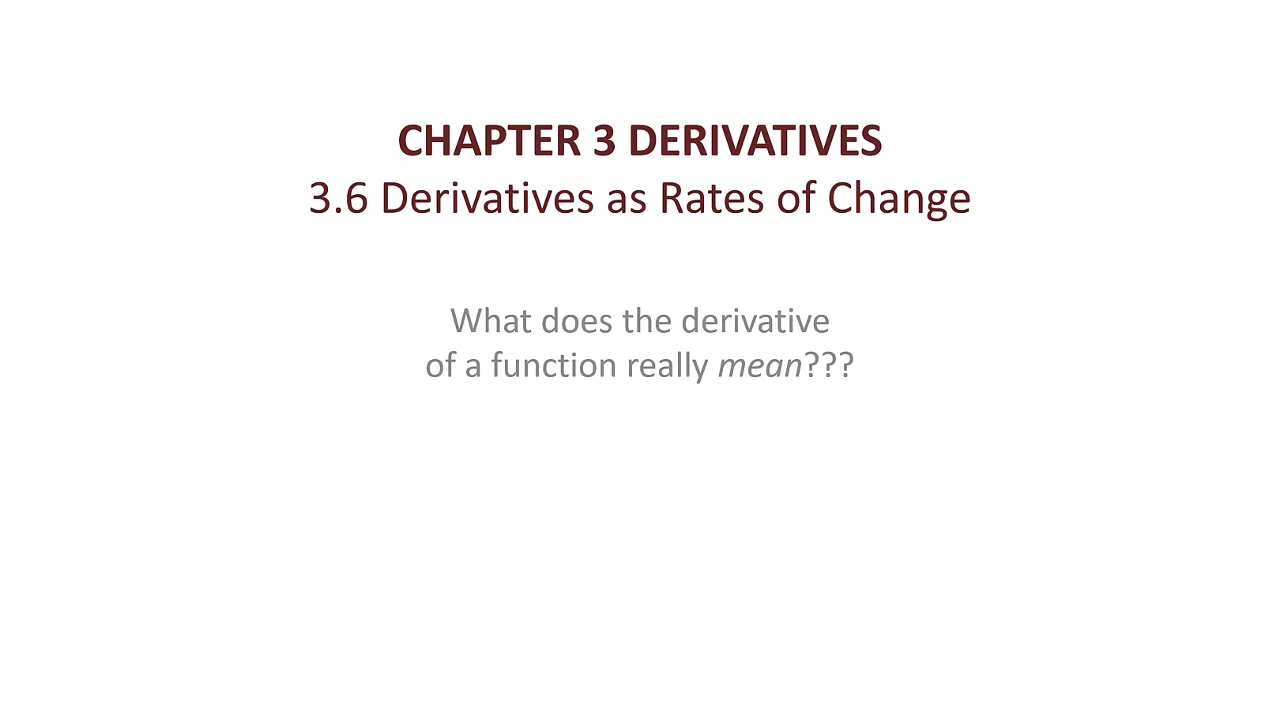 CHAPTER 3 DERIVATIVES
3.6 Derivatives as Rates of Change
What does the derivative
of a function really mean???